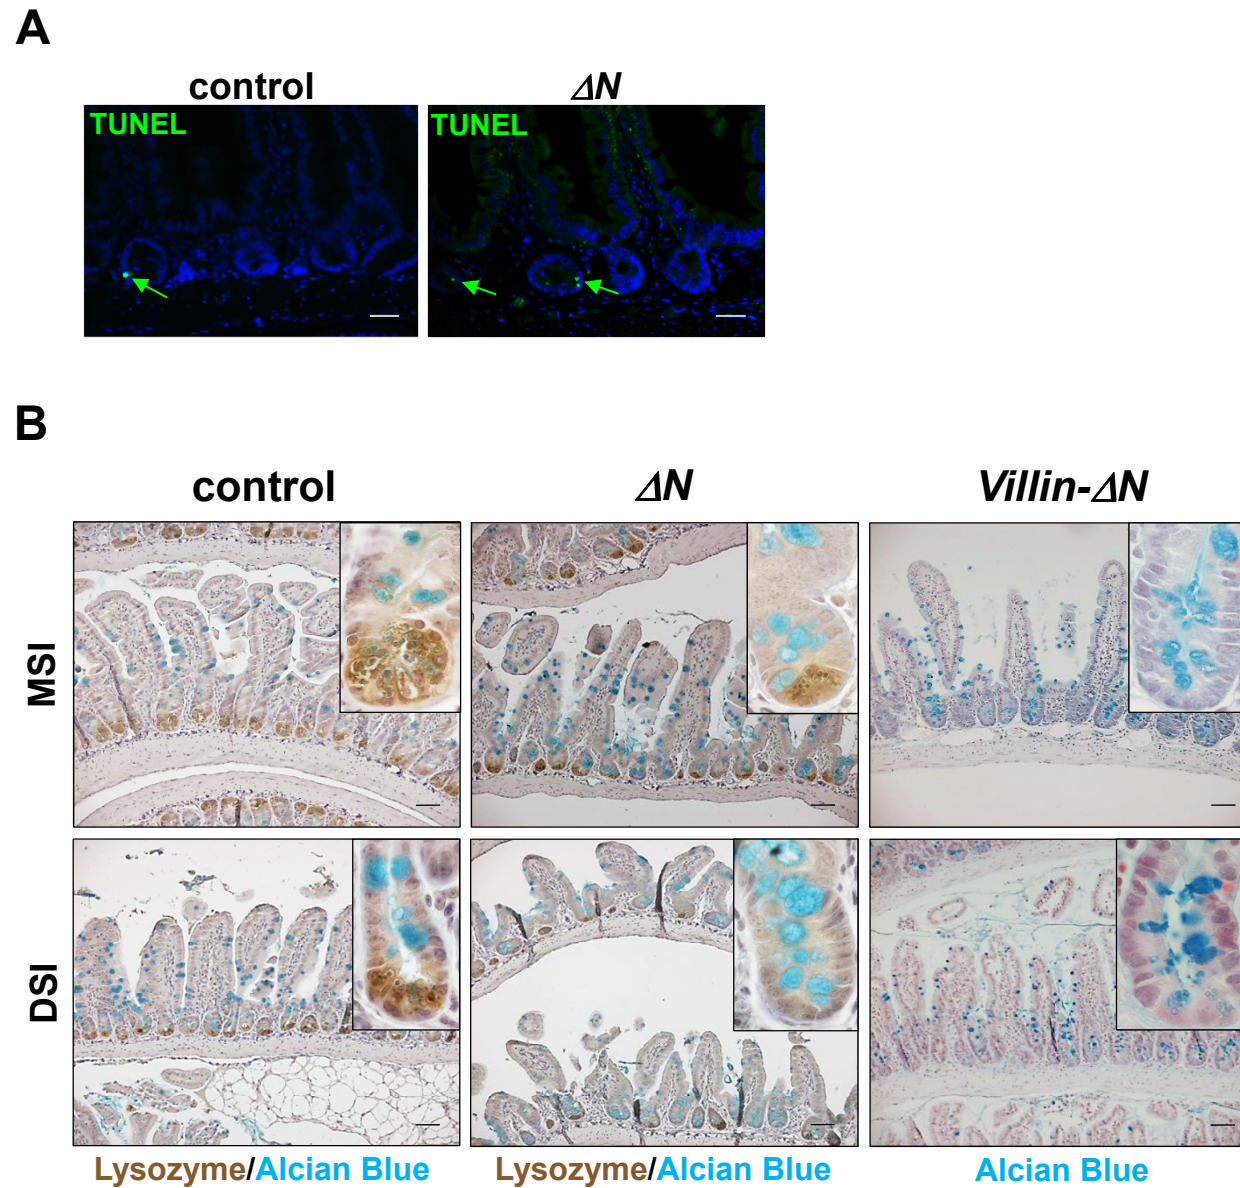 A
control ΔN
TUNEL TUNEL
B
control ΔN Villin-ΔN
MSI
DSI
Lysozyme/Alcian Blue Lysozyme/Alcian Blue Alcian Blue